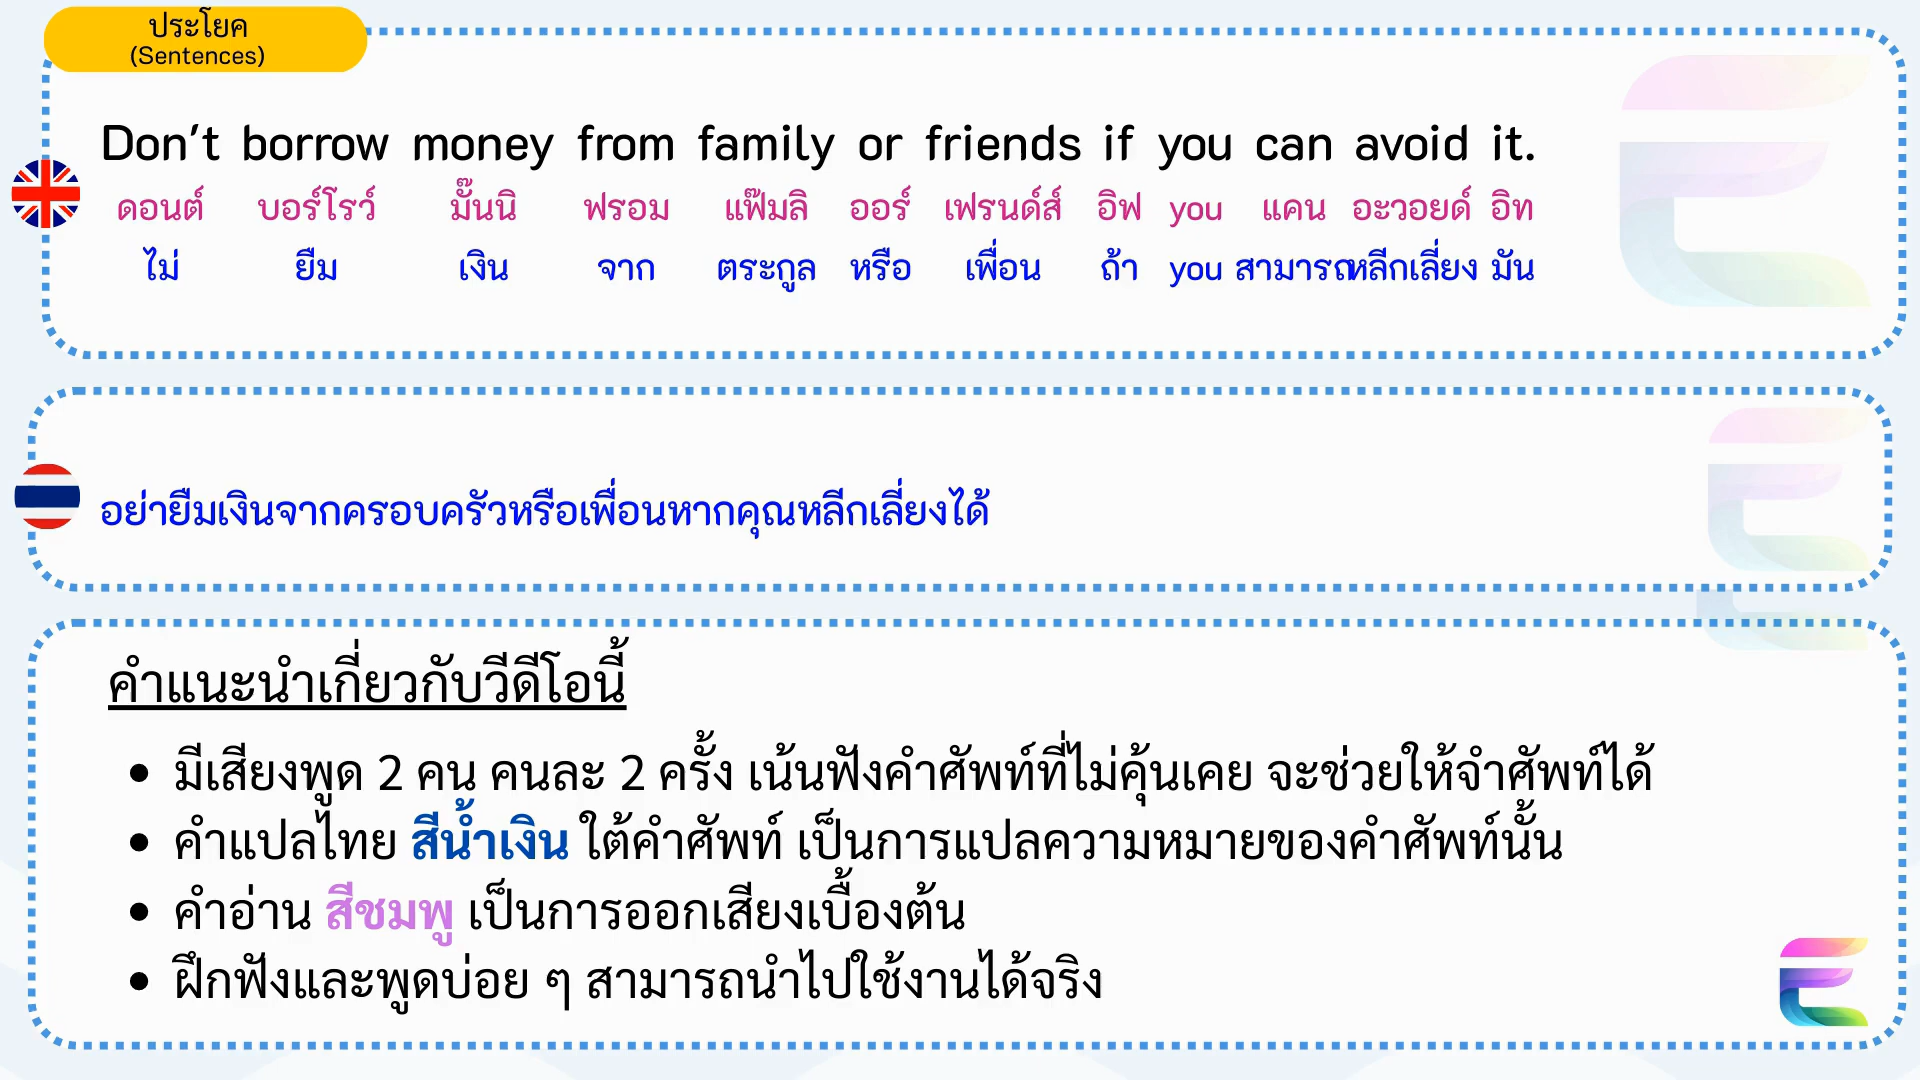 ประโยค
(Sentences)
Don’t borrow money from family or friends if you can avoid it.
ดอนต์ บอร์โรว์ มั๊นนิ ฟรอม แฟ๊มลิ ออร์ เฟรนด์ส์ อิฟ you แคน อะวอยด์ อิท
ไม่ ยืม เงิน จาก ตระกูล หรือ เพื่อน ถ้า you สามารถ หลีกเลี่ยง มัน
อย่ายืมเงินจากครอบครัวหรือเพื่อนหากคุณหลีกเลี่ยงได้
คำแนะนำเกี่ยวกับวีดีโอนี้
• มีเสียงพูด 2 คน คนละ 2 ครั้ง เน้นฟังคำศัพท์ที่ไม่คุ้นเคย จะช่วยให้จำศัพท์ได้
• คำแปลไทย สีน้ำเงิน ใต้คำศัพท์ เป็นการแปลความหมายของคำศัพท์นั้น
• คำอ่าน สีชมพู เป็นการออกเสียงเบื้องต้น
• ฝึกฟังและพูดบ่อย ๆ สามารถนำไปใช้งานได้จริง